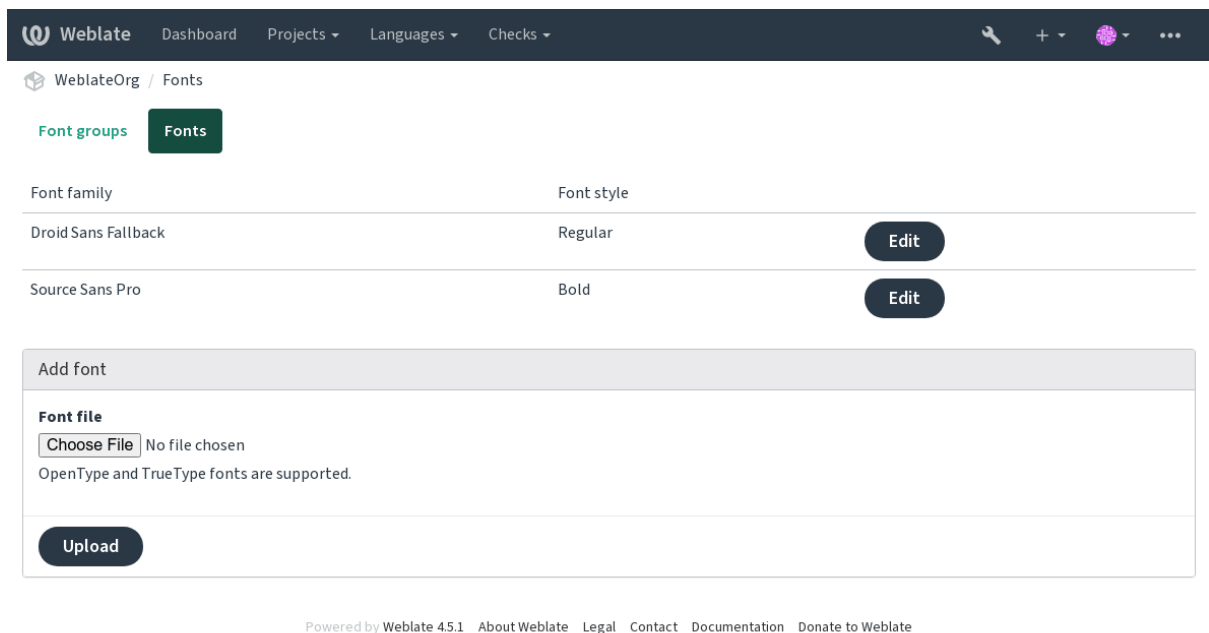 Weblate Dashboard Projects Languages Checks
WeblateOrg / Fonts
Font groups Fonts
Font family Font style
Droid Sans Fallback Regular Edit
Source Sans Pro Bold Edit
Add font
Font file
Choose File No file chosen
OpenType and TrueType fonts are supported.
Upload
Powered by Weblate 4.5.1 About Weblate Legal Contact Documentation Donate to Weblate